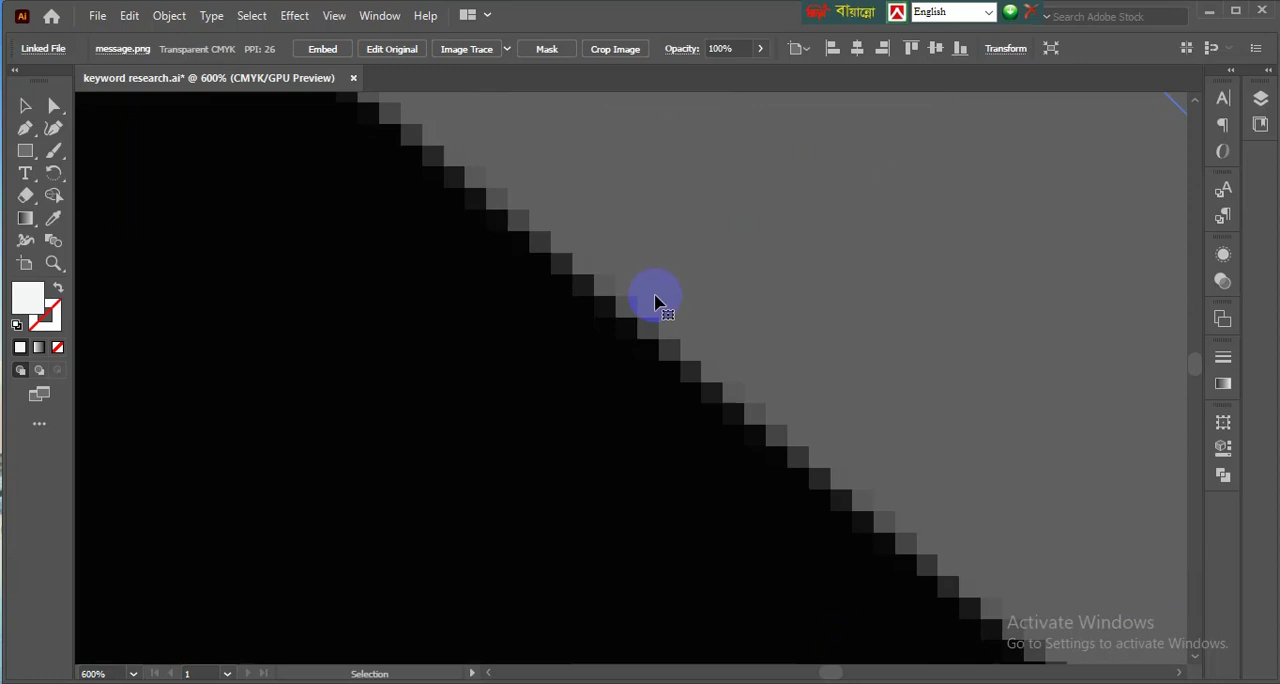 Ai File Edit Object Type Select Effect View Window Help বাঁয়ান্নো English Search Adobe Stock
Linked File message.png Transparent CMYK PPI: 26 Embed Edit Original Image Trace Mask Crop Image Opacity: 100% Transform
keyword research.ai* @ 600% (CMYK/GPU Preview)
Activate Windows
Go to Settings to activate Windows.
600% 1 Selection